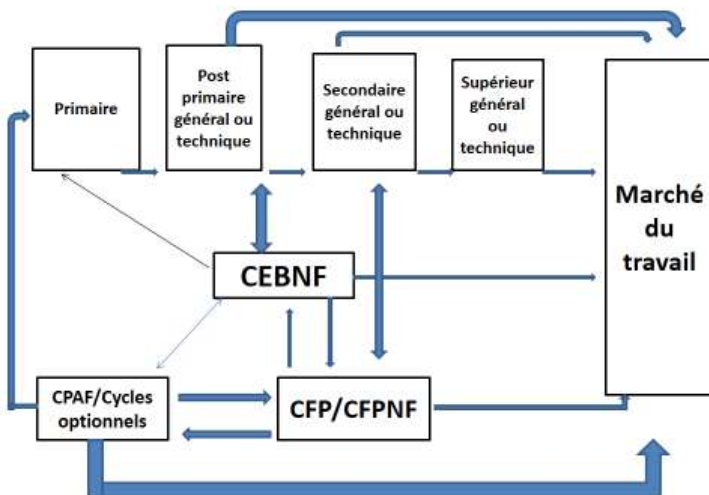 Primaire
Post
primaire
général ou
technique
Secondaire
général ou
technique
Supérieur
général
ou
technique
Marché
du
travail
CEBNF
CPAF/Cycles
optionnels
CFP/CFPNF